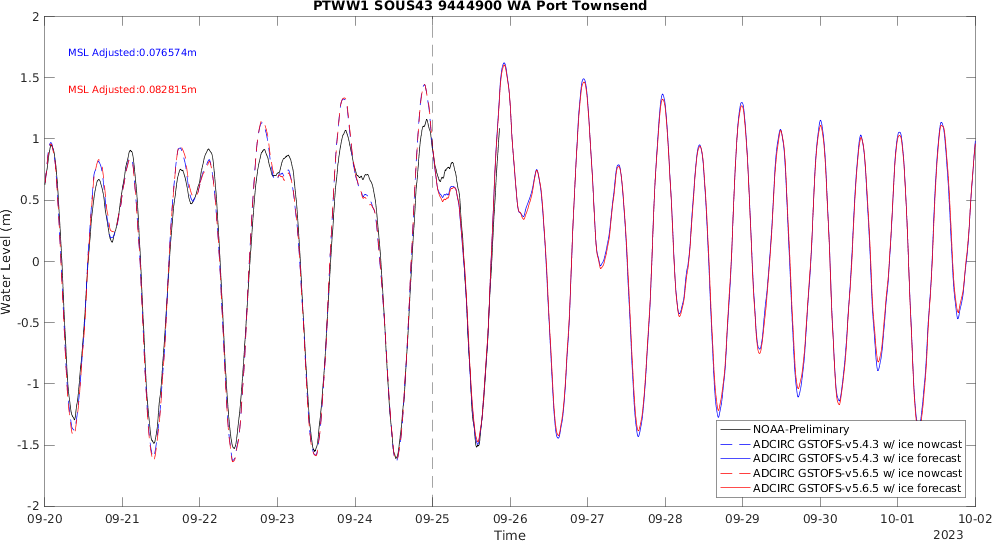 PTWW1 SOUS43 9444900 WA Port Townsend
MSL Adjusted:0.076574m
MSL Adjusted:0.082815m
Water Level (m)
2
1.5
1
0.5
0
-0.5
-1
-1.5
-2
NOAA-Preliminary
ADCIRC GSTOFS-v5.4.3 w/ ice nowcast
ADCIRC GSTOFS-v5.4.3 w/ ice forecast
ADCIRC GSTOFS-v5.6.5 w/ ice nowcast
ADCIRC GSTOFS-v5.6.5 w/ ice forecast
09-20 09-21 09-22 09-23 09-24 09-25 09-26 09-27 09-28 09-29 09-30 10-01 10-02
Time
2023